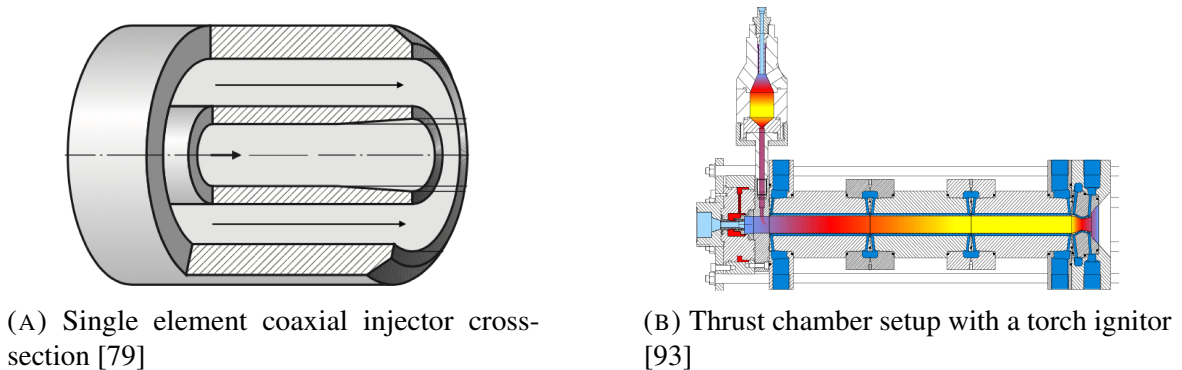 (A) Single element coaxial injector cross-
section [79]
(B) Thrust chamber setup with a torch ignitor
[93]